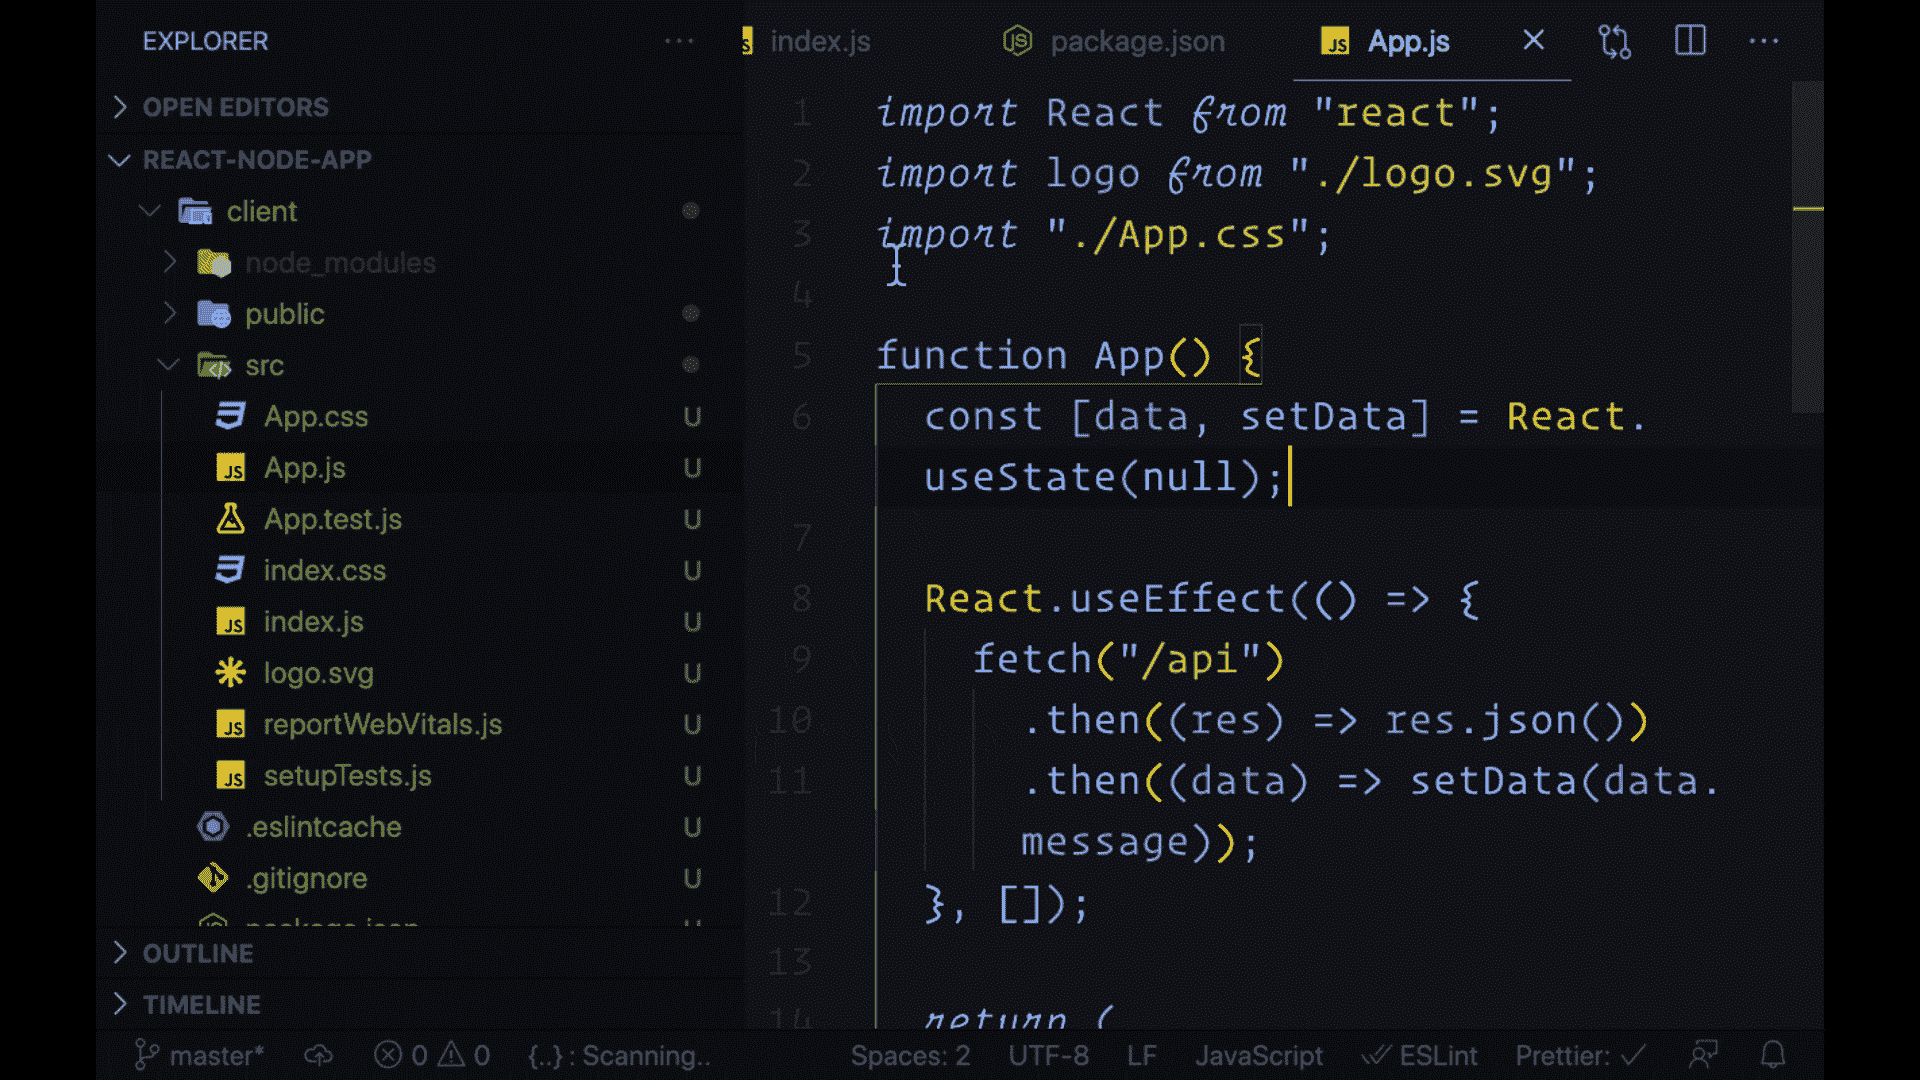 EXPLORER
OPEN EDITORS
REACT-NODE-APP
client
node_modules
public
src
App.css U
App.js U
App.test.js U
index.css U
index.js U
logo.svg U
reportWebVitals.js U
setupTests.js U
.eslintcache U
.gitignore U
package.json U
OUTLINE
TIMELINE
index.js package.json App.js
1 import React from "react";
2 import logo from "./logo.svg";
3 import "./App.css";
4
5 function App() {
6 const [data, setData] = React.
useState(null);
7
8 React.useEffect(() => {
9 fetch("/api")
10 .then((res) => res.json())
11 .then((data) => setData(data.
message));
12 }, []);
13
14 return (
master* 0 0 {..} : Scanning.. Spaces: 2 UTF-8 LF JavaScript ESLint Prettier: